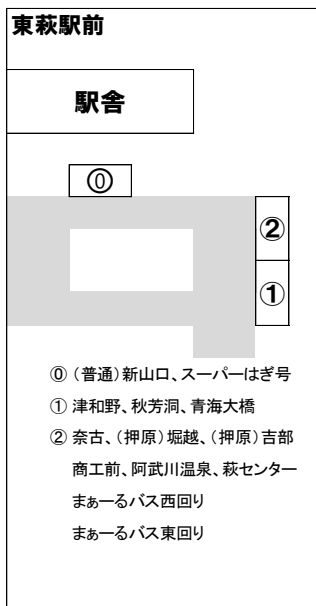 東萩駅前
駅舎
⓪
②
①
⓪ （普通）新山口、スーパーはぎ号
① 津和野、秋芳洞、青海大橋
② 奈古、（押原）堀越、（押原）吉部
商工前、阿武川温泉、萩センター
まぁーるバス西回り
まぁーるバス東回り